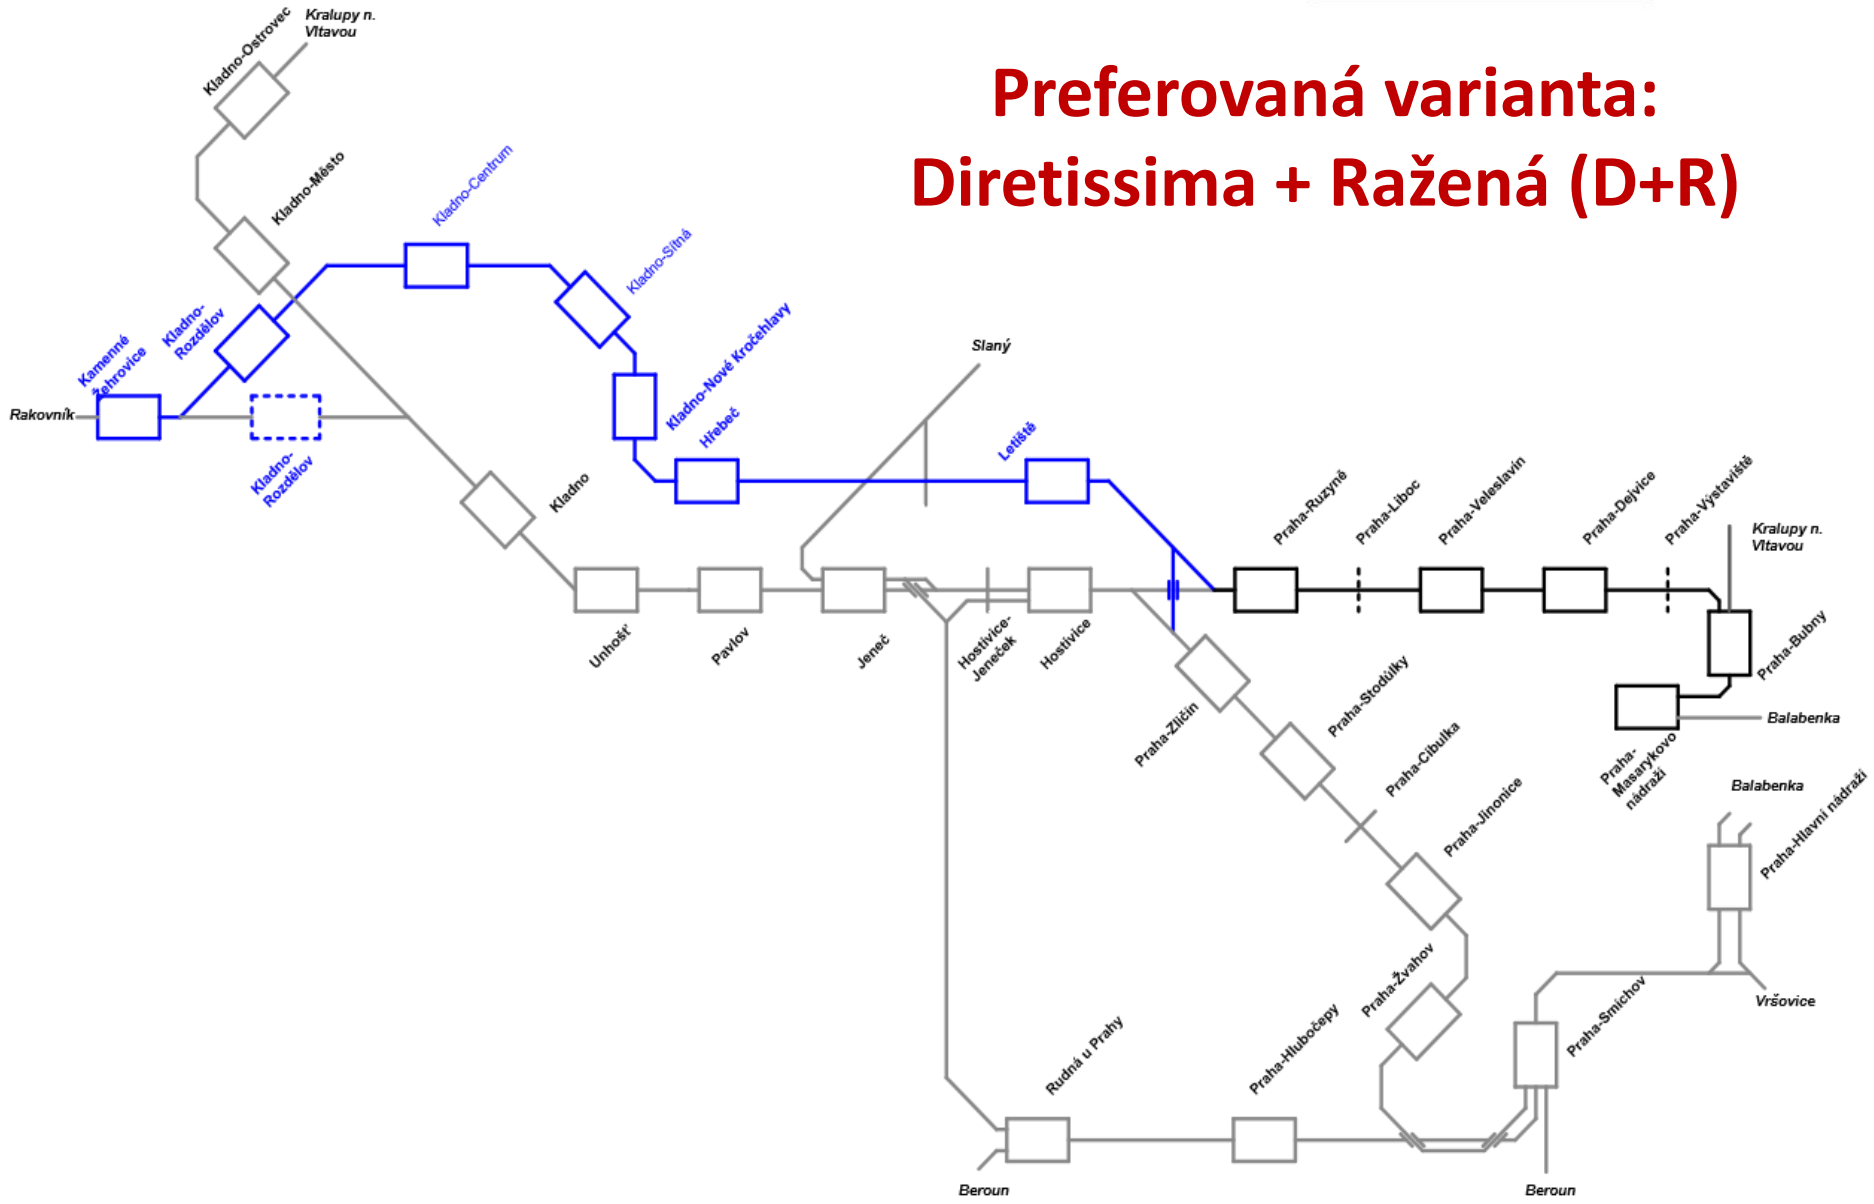 Preferovaná varianta:
Diretissima + Ražená (D+R)
Kralupy n.
Vltavou
Kladno-Ostrovec
Kladno-Město
Kladno-Centrum
Kladno-Sítná
Kladno-
Rozdělov
Kamenné
Žehrovice
Rakovník
Kladno-
Rozdělov
Kladno-Nové Kročehlavy
Hřebeč
Slaný
Letiště
Kladno
Praha-Ruzyně
Praha-Liboc
Praha-Veleslavín
Praha-Dejvice
Praha-Výstaviště
Kralupy n.
Vltavou
Unhošť
Pavlov
Jeneč
Hostivice-
Jeneček
Hostivice
Praha-Bubny
Balabenka
Praha-
Masarykovo
nádraží
Praha-Zličín
Praha-Stodůlky
Praha-Cibulka
Praha-Jinonice
Balabenka
Praha-Hlavní nádraží
Praha-Žvahov
Praha-Smíchov
Vršovice
Rudná u Prahy
Praha-Hlubočepy
Beroun
Beroun